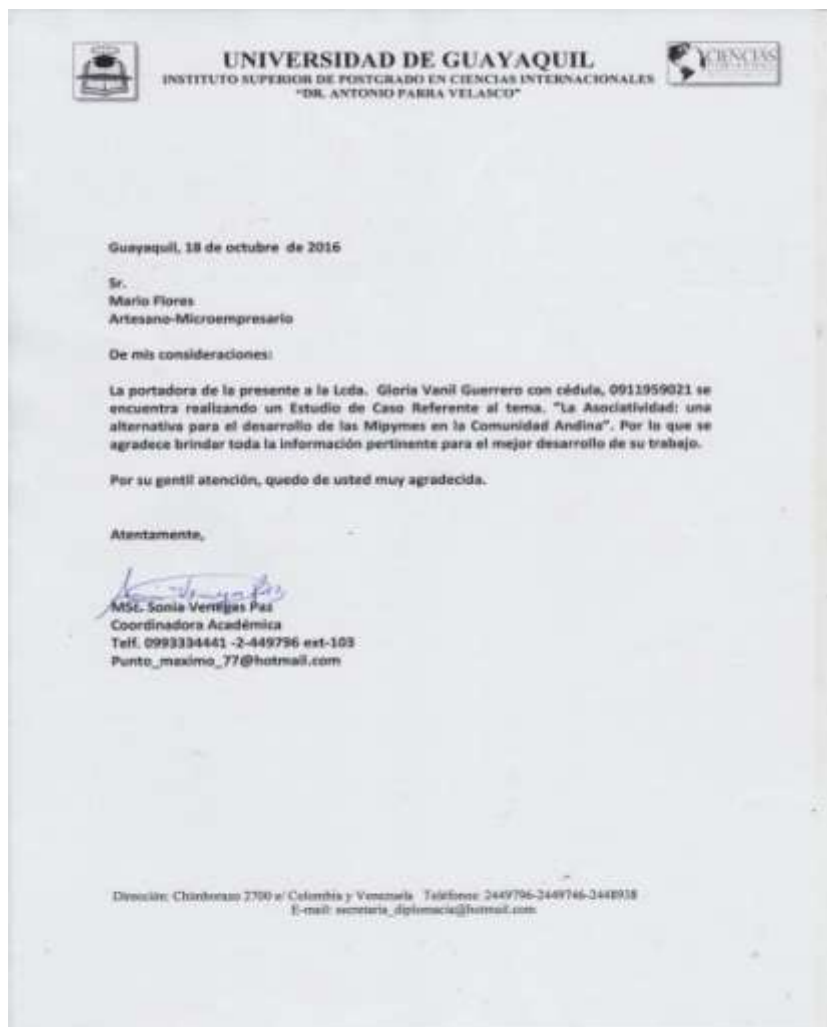 UNIVERSIDAD DE GUAYAQUIL
INSTITUTO SUPERIOR DE POSTGRADO EN CIENCIAS INTERNACIONALES
"DR. ANTONIO PARRA VELASCO"
CIENCIAS
Guayaquil, 18 de octubre de 2016
Sr.
Mario Flores
Artesano-Microempresario
De mis consideraciones:
La portadora de la presente a la Lcda. Gloria Vanil Guerrero con cédula, 0911959021 se
encuentra realizando un Estudio de Caso Referente al tema. "La Asociatividad: una
alternativa para el desarrollo de las Mipymes en la Comunidad Andina". Por lo que se
agradece brindar toda la información pertinente para el mejor desarrollo de su trabajo.
Por su gentil atención, quedo de usted muy agradecida.
Atentamente,
MSc. Sonia Venegas Paz
Coordinadora Académica
Telf. 0993334441 -2-449796 ext-103
Punto_maximo_77@hotmail.com
Dirección: Chimborazo 2700 e/ Colombia y Venezuela Teléfonos: 2449796-2449746-2448938
E-mail: secretaria_diplomacia@hotmail.com